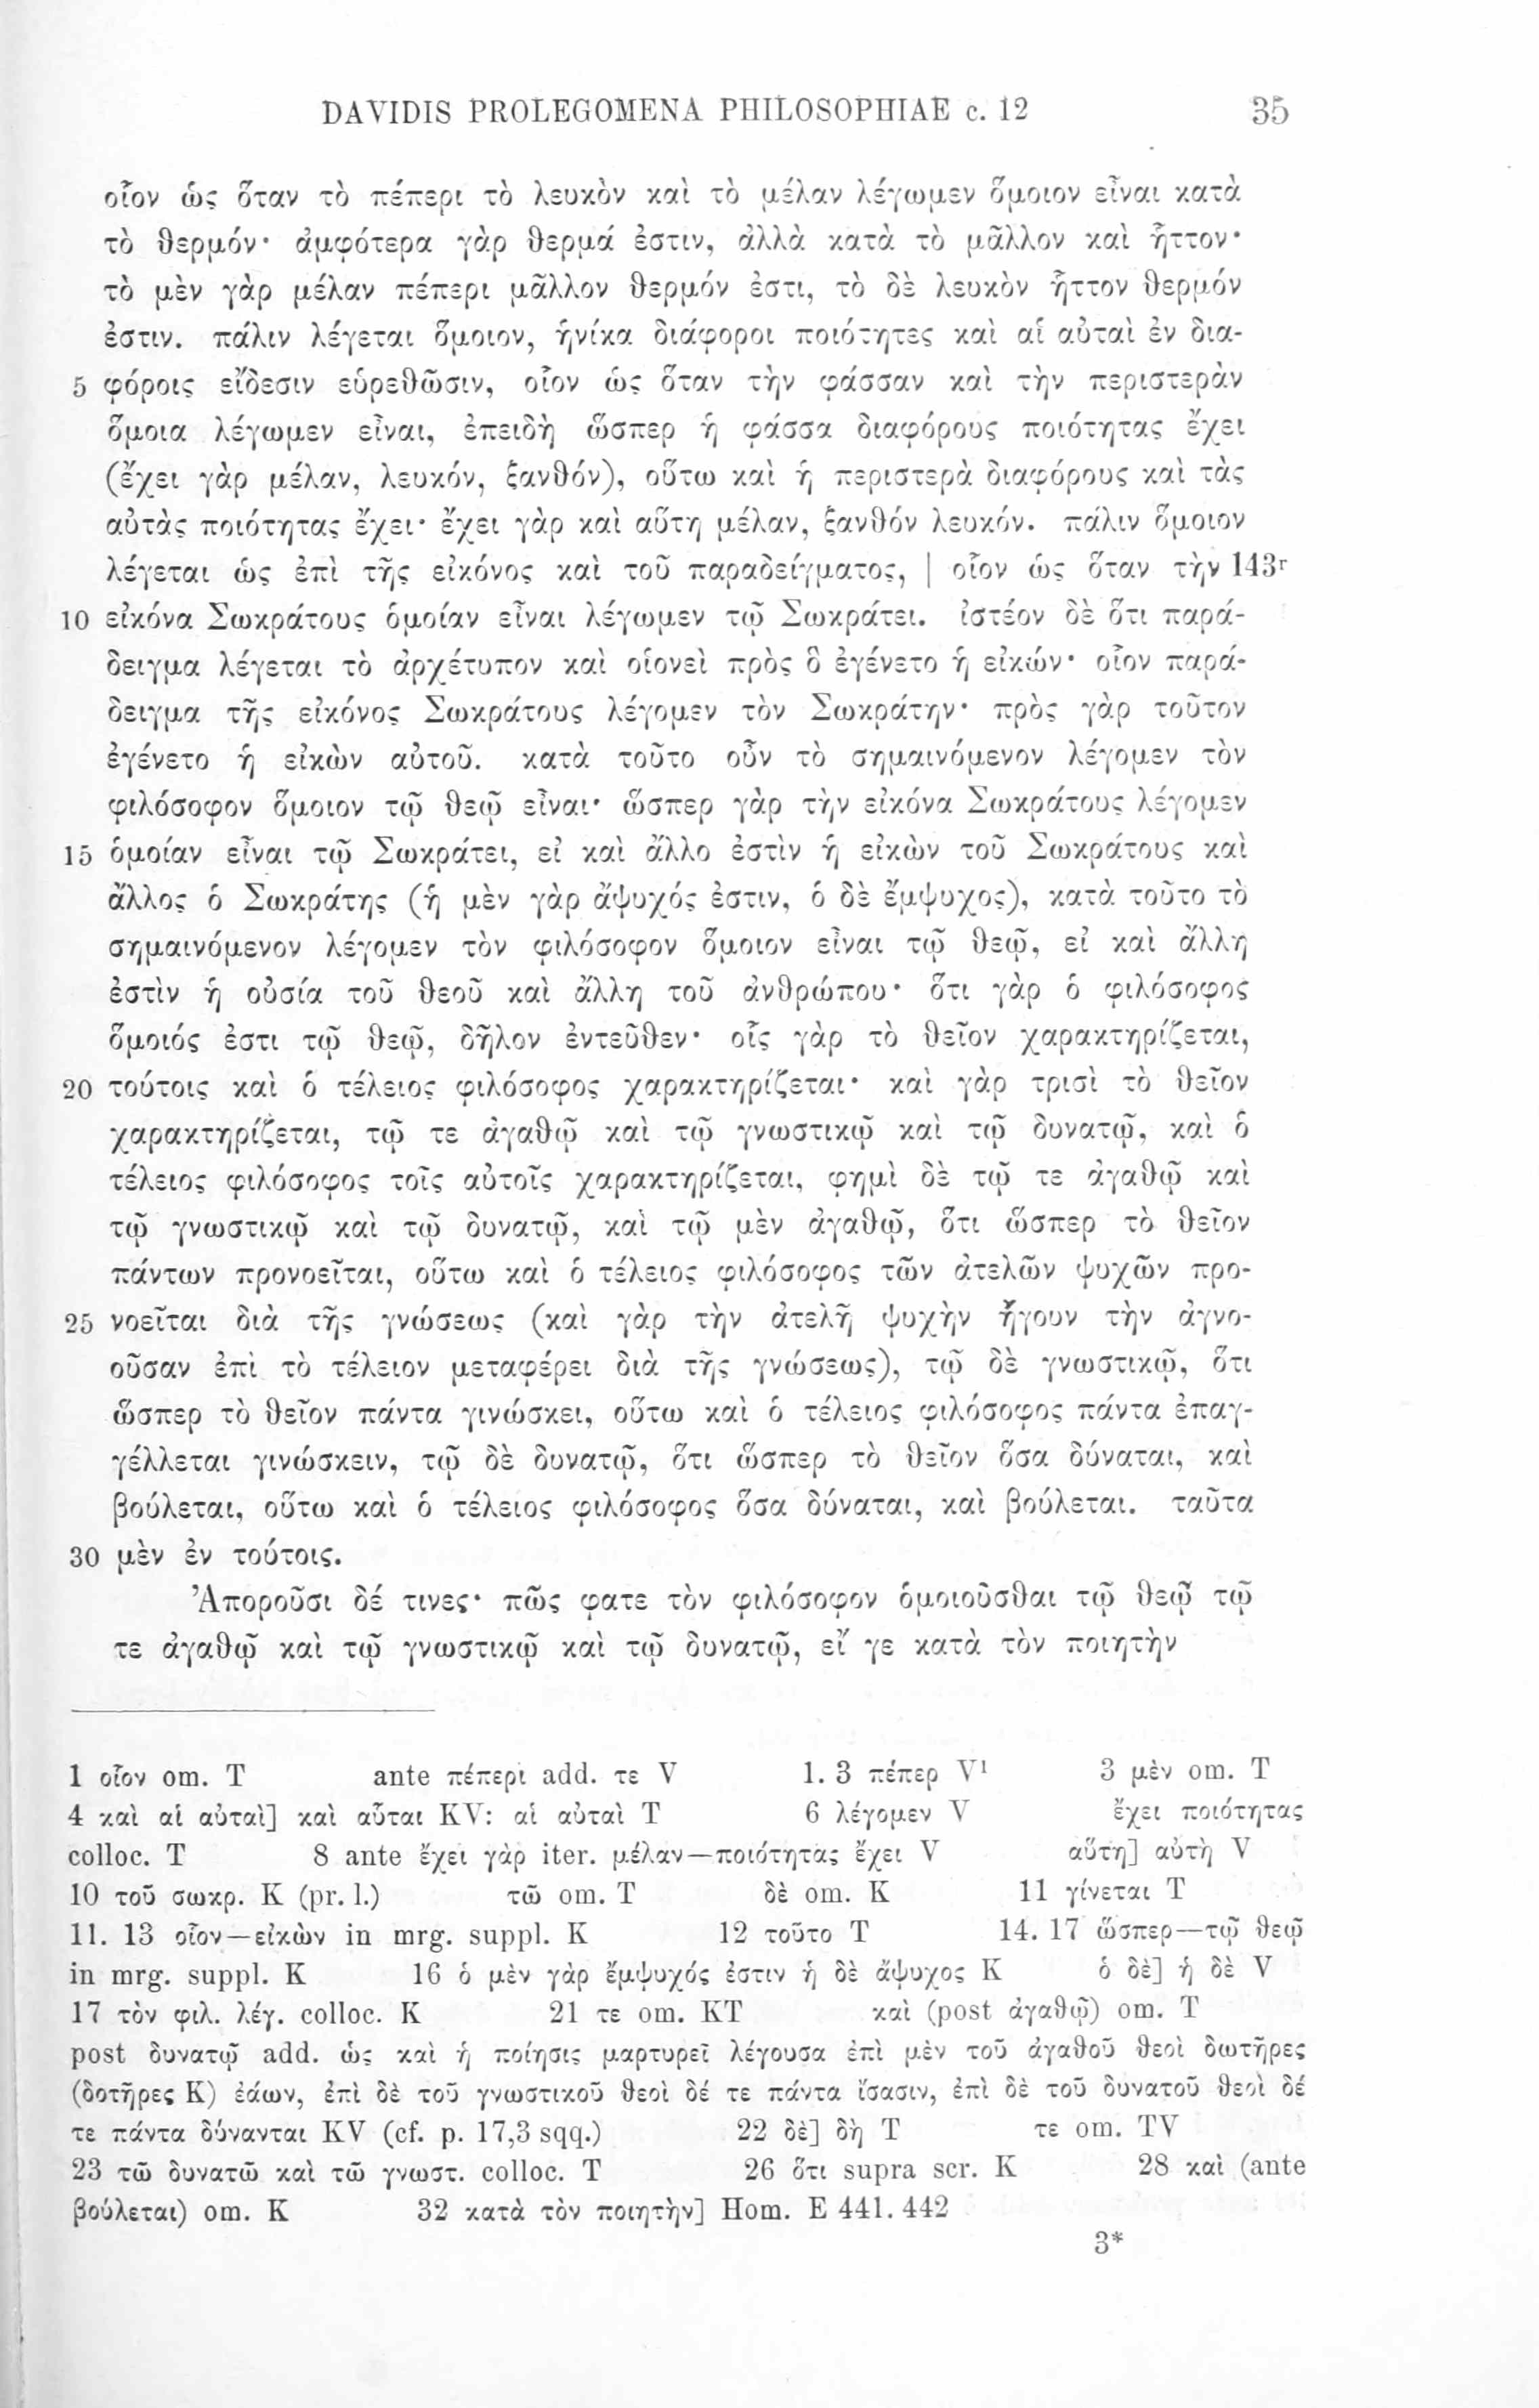 DAVIDIS PROLEGOMENA PHILOSOPHIAE c. 12 35
οἷον ὡς ὅταν τὸ πέπερι τὸ λευκὸν καὶ τὸ μέλαν λέγωμεν ὅμοιον εἶναι κατὰ
τὸ θερμόν· ἀμφότερα γὰρ θερμά ἐστιν, ἀλλὰ κατὰ τὸ μᾶλλον καὶ ἧττον·
τὸ μὲν γὰρ μέλαν πέπερι μᾶλλον θερμόν ἐστι, τὸ δὲ λευκὸν ἧττον θερμόν
ἐστιν. πάλιν λέγεται ὅμοιον, ἡνίκα διάφοροι ποιότητες καὶ αἱ αὐταὶ ἐν δια-
5 φόροις εἴδεσιν εὑρεθῶσιν, οἷον ὡς ὅταν τὴν φάσσαν καὶ τὴν περιστερὰν
ὅμοια λέγωμεν εἶναι, ἐπειδὴ ὥσπερ ἡ φάσσα διαφόρους ποιότητας ἔχει
(ἔχει γὰρ μέλαν, λευκόν, ξανθόν), οὕτω καὶ ἡ περιστερὰ διαφόρους καὶ τὰς
αὐτὰς ποιότητας ἔχει· ἔχει γὰρ καὶ αὕτη μέλαν, ξανθόν λευκόν. πάλιν ὅμοιον
λέγεται ὡς ἐπὶ τῆς εἰκόνος καὶ τοῦ παραδείγματος, | οἷον ὡς ὅταν τὴν 143r
10 εἰκόνα Σωκράτους ὁμοίαν εἶναι λέγωμεν τῷ Σωκράτει. ἰστέον δὲ ὅτι παρά-
δειγμα λέγεται τὸ ἀρχέτυπον καὶ οἱονεὶ πρὸς ὃ ἐγένετο ἡ εἰκών· οἷον παρά-
δειγμα τῆς εἰκόνος Σωκράτους λέγομεν τὸν Σωκράτην· πρὸς γὰρ τοῦτον
ἐγένετο ἡ εἰκὼν αὐτοῦ. κατὰ τοῦτο οὖν τὸ σημαινόμενον λέγομεν τὸν
φιλόσοφον ὅμοιον τῷ θεῷ εἶναι· ὥσπερ γὰρ τὴν εἰκόνα Σωκράτους λέγομεν
15 ὁμοίαν εἶναι τῷ Σωκράτει, εἰ καὶ ἄλλο ἐστὶν ἡ εἰκὼν τοῦ Σωκράτους καὶ
ἄλλος ὁ Σωκράτης (ἡ μὲν γὰρ ἄψυχός ἐστιν, ὁ δὲ ἔμψυχος), κατὰ τοῦτο τὸ
σημαινόμενον λέγομεν τὸν φιλόσοφον ὅμοιον εἶναι τῷ θεῷ, εἰ καὶ ἄλλη
ἐστὶν ἡ οὐσία τοῦ θεοῦ καὶ ἄλλη τοῦ ἀνθρώπου· ὅτι γὰρ ὁ φιλόσοφος
ὅμοιός ἐστι τῷ θεῷ, δῆλον ἐντεῦθεν· οἷς γὰρ τὸ θεῖον χαρακτηρίζεται,
20 τούτοις καὶ ὁ τέλειος φιλόσοφος χαρακτηρίζεται· καὶ γὰρ τρισὶ τὸ θεῖον
χαρακτηρίζεται, τῷ τε ἀγαθῷ καὶ τῷ γνωστικῷ καὶ τῷ δυνατῷ, καὶ ὁ
τέλειος φιλόσοφος τοῖς αὐτοῖς χαρακτηρίζεται, φημὶ δὲ τῷ τε ἀγαθῷ καὶ
τῷ γνωστικῷ καὶ τῷ δυνατῷ, καὶ τῷ μὲν ἀγαθῷ, ὅτι ὥσπερ τὸ θεῖον
πάντων προνοεῖται, οὕτω καὶ ὁ τέλειος φιλόσοφος τῶν ἀτελῶν ψυχῶν προ-
25 νοεῖται διὰ τῆς γνώσεως (καὶ γὰρ τὴν ἀτελῆ ψυχὴν ἤγουν τὴν ἀγνο-
οῦσαν ἐπὶ τὸ τέλειον μεταφέρει διὰ τῆς γνώσεως), τῷ δὲ γνωστικῷ, ὅτι
ὥσπερ τὸ θεῖον πάντα γινώσκει, οὕτω καὶ ὁ τέλειος φιλόσοφος πάντα ἐπαγ-
γέλλεται γινώσκειν, τῷ δὲ δυνατῷ, ὅτι ὥσπερ τὸ θεῖον ὅσα δύναται, καὶ
βούλεται, οὕτω καὶ ὁ τέλειος φιλόσοφος ὅσα δύναται, καὶ βούλεται. ταῦτα
30 μὲν ἐν τούτοις.
Ἀποροῦσι δέ τινες· πῶς φατε τὸν φιλόσοφον ὁμοιοῦσθαι τῷ θεῷ τῷ
τε ἀγαθῷ καὶ τῷ γνωστικῷ καὶ τῷ δυνατῷ, εἴ γε κατὰ τὸν ποιητὴν
1 οἷον om. T ante πέπερι add. τε V 1. 3 πέπερ V¹ 3 μὲν om. T
4 καὶ αἱ αὐταὶ] καὶ αὗται KV: αἱ αὐταὶ T 6 λέγομεν V ἔχει ποιότητας
colloc. T 8 ante ἔχει γὰρ iter. μέλαν—ποιότητας ἔχει V αὕτη] αὐτὴ V
10 τοῦ σωκρ. K (pr. l.) τῶ om. T δὲ om. K 11 γίνεται T
11. 13 οἷον—εἰκὼν in mrg. suppl. K 12 τοῦτο T 14. 17 ὥσπερ—τῷ θεῷ
in mrg. suppl. K 16 ὁ μὲν γὰρ ἔμψυχός ἐστιν ἡ δὲ ἄψυχος K ὁ δὲ] ἡ δὲ V
17 τὸν φιλ. λέγ. colloc. K 21 τε om. KT καὶ (post ἀγαθῷ) om. T
post δυνατῷ add. ὡς καὶ ἡ ποίησις μαρτυρεῖ λέγουσα ἐπὶ μὲν τοῦ ἀγαθοῦ θεοὶ δωτῆρες
(δοτῆρες K) ἐάων, ἐπὶ δὲ τοῦ γνωστικοῦ θεοὶ δέ τε πάντα ἴσασιν, ἐπὶ δὲ τοῦ δυνατοῦ θεοὶ δέ
τε πάντα δύνανται KV (cf. p. 17,3 sqq.) 22 δὲ] δὴ T τε om. TV
23 τῶ δυνατῶ καὶ τῶ γνωστ. colloc. T 26 ὅτι supra scr. K 28 καὶ (ante
βούλεται) om. K 32 κατὰ τὸν ποιητὴν] Hom. E 441. 442
3*